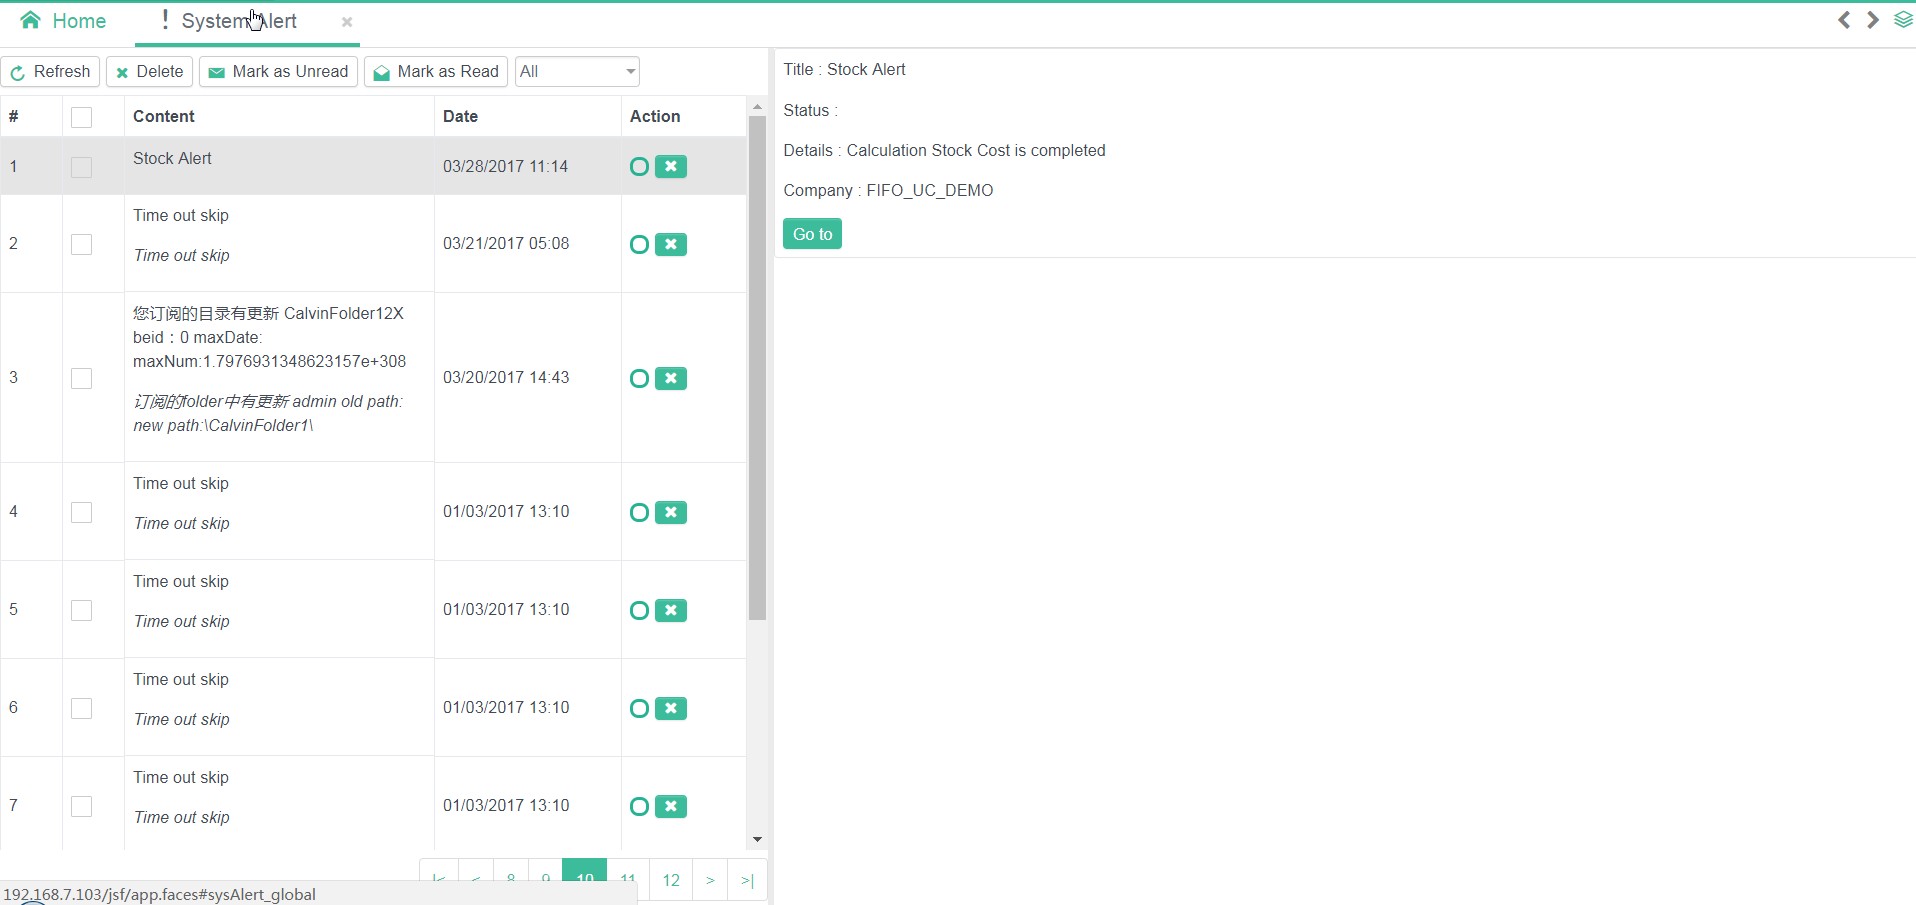 Home
! System Alert
Refresh Delete Mark as Unread Mark as Read All
# Content Date Action
1 Stock Alert 03/28/2017 11:14
2 Time out skip 03/21/2017 05:08
Time out skip
您订阅的目录有更新 CalvinFolder12X
beid：0 maxDate:
maxNum:1.7976931348623157e+308
3 03/20/2017 14:43
订阅的folder中有更新 admin old path:
new path:\CalvinFolder1\
Time out skip
4 01/03/2017 13:10
Time out skip
Time out skip
5 01/03/2017 13:10
Time out skip
Time out skip
6 01/03/2017 13:10
Time out skip
Time out skip
7 01/03/2017 13:10
Time out skip
|< < 8 9 10 11 12 > >|
192.168.7.103/jsf/app.faces#sysAlert_global
Title : Stock Alert
Status :
Details : Calculation Stock Cost is completed
Company : FIFO_UC_DEMO
Go to